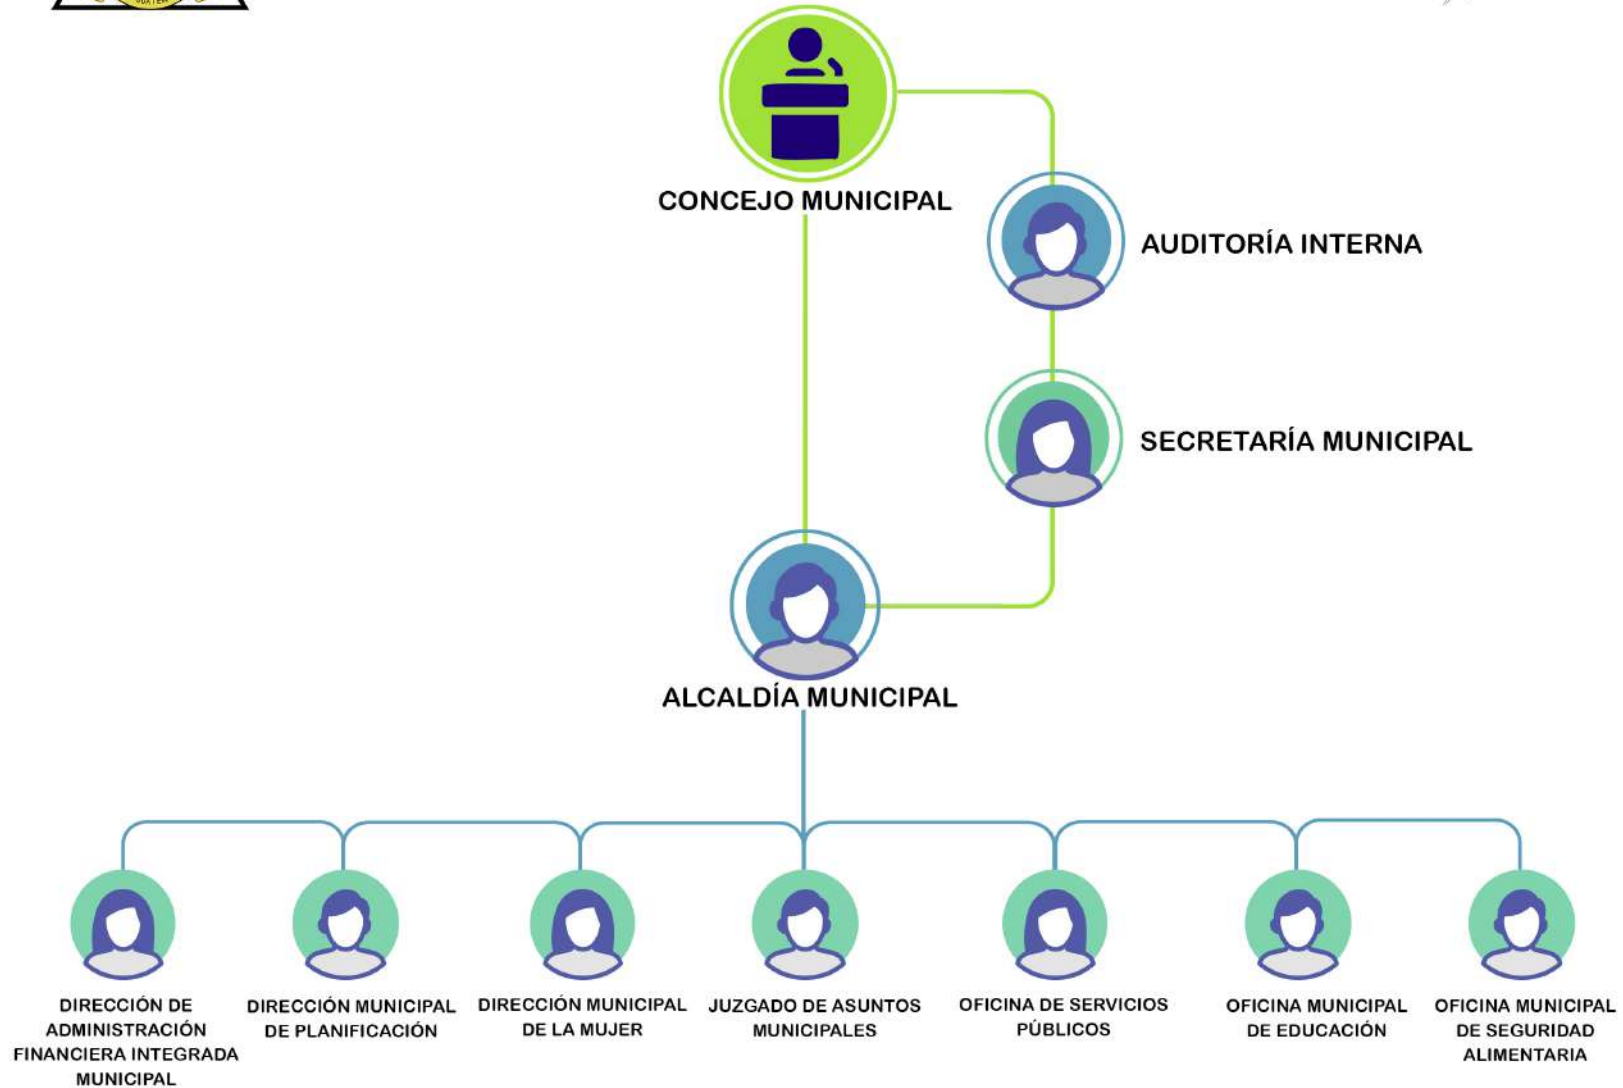 CONCEJO MUNICIPAL
AUDITORÍA INTERNA
SECRETARÍA MUNICIPAL
ALCALDÍA MUNICIPAL
DIRECCIÓN DE
ADMINISTRACIÓN
FINANCIERA INTEGRADA
MUNICIPAL
DIRECCIÓN MUNICIPAL
DE PLANIFICACIÓN
DIRECCIÓN MUNICIPAL
DE LA MUJER
JUZGADO DE ASUNTOS
MUNICIPALES
OFICINA DE SERVICIOS
PÚBLICOS
OFICINA MUNICIPAL
DE EDUCACIÓN
OFICINA MUNICIPAL
DE SEGURIDAD
ALIMENTARIA